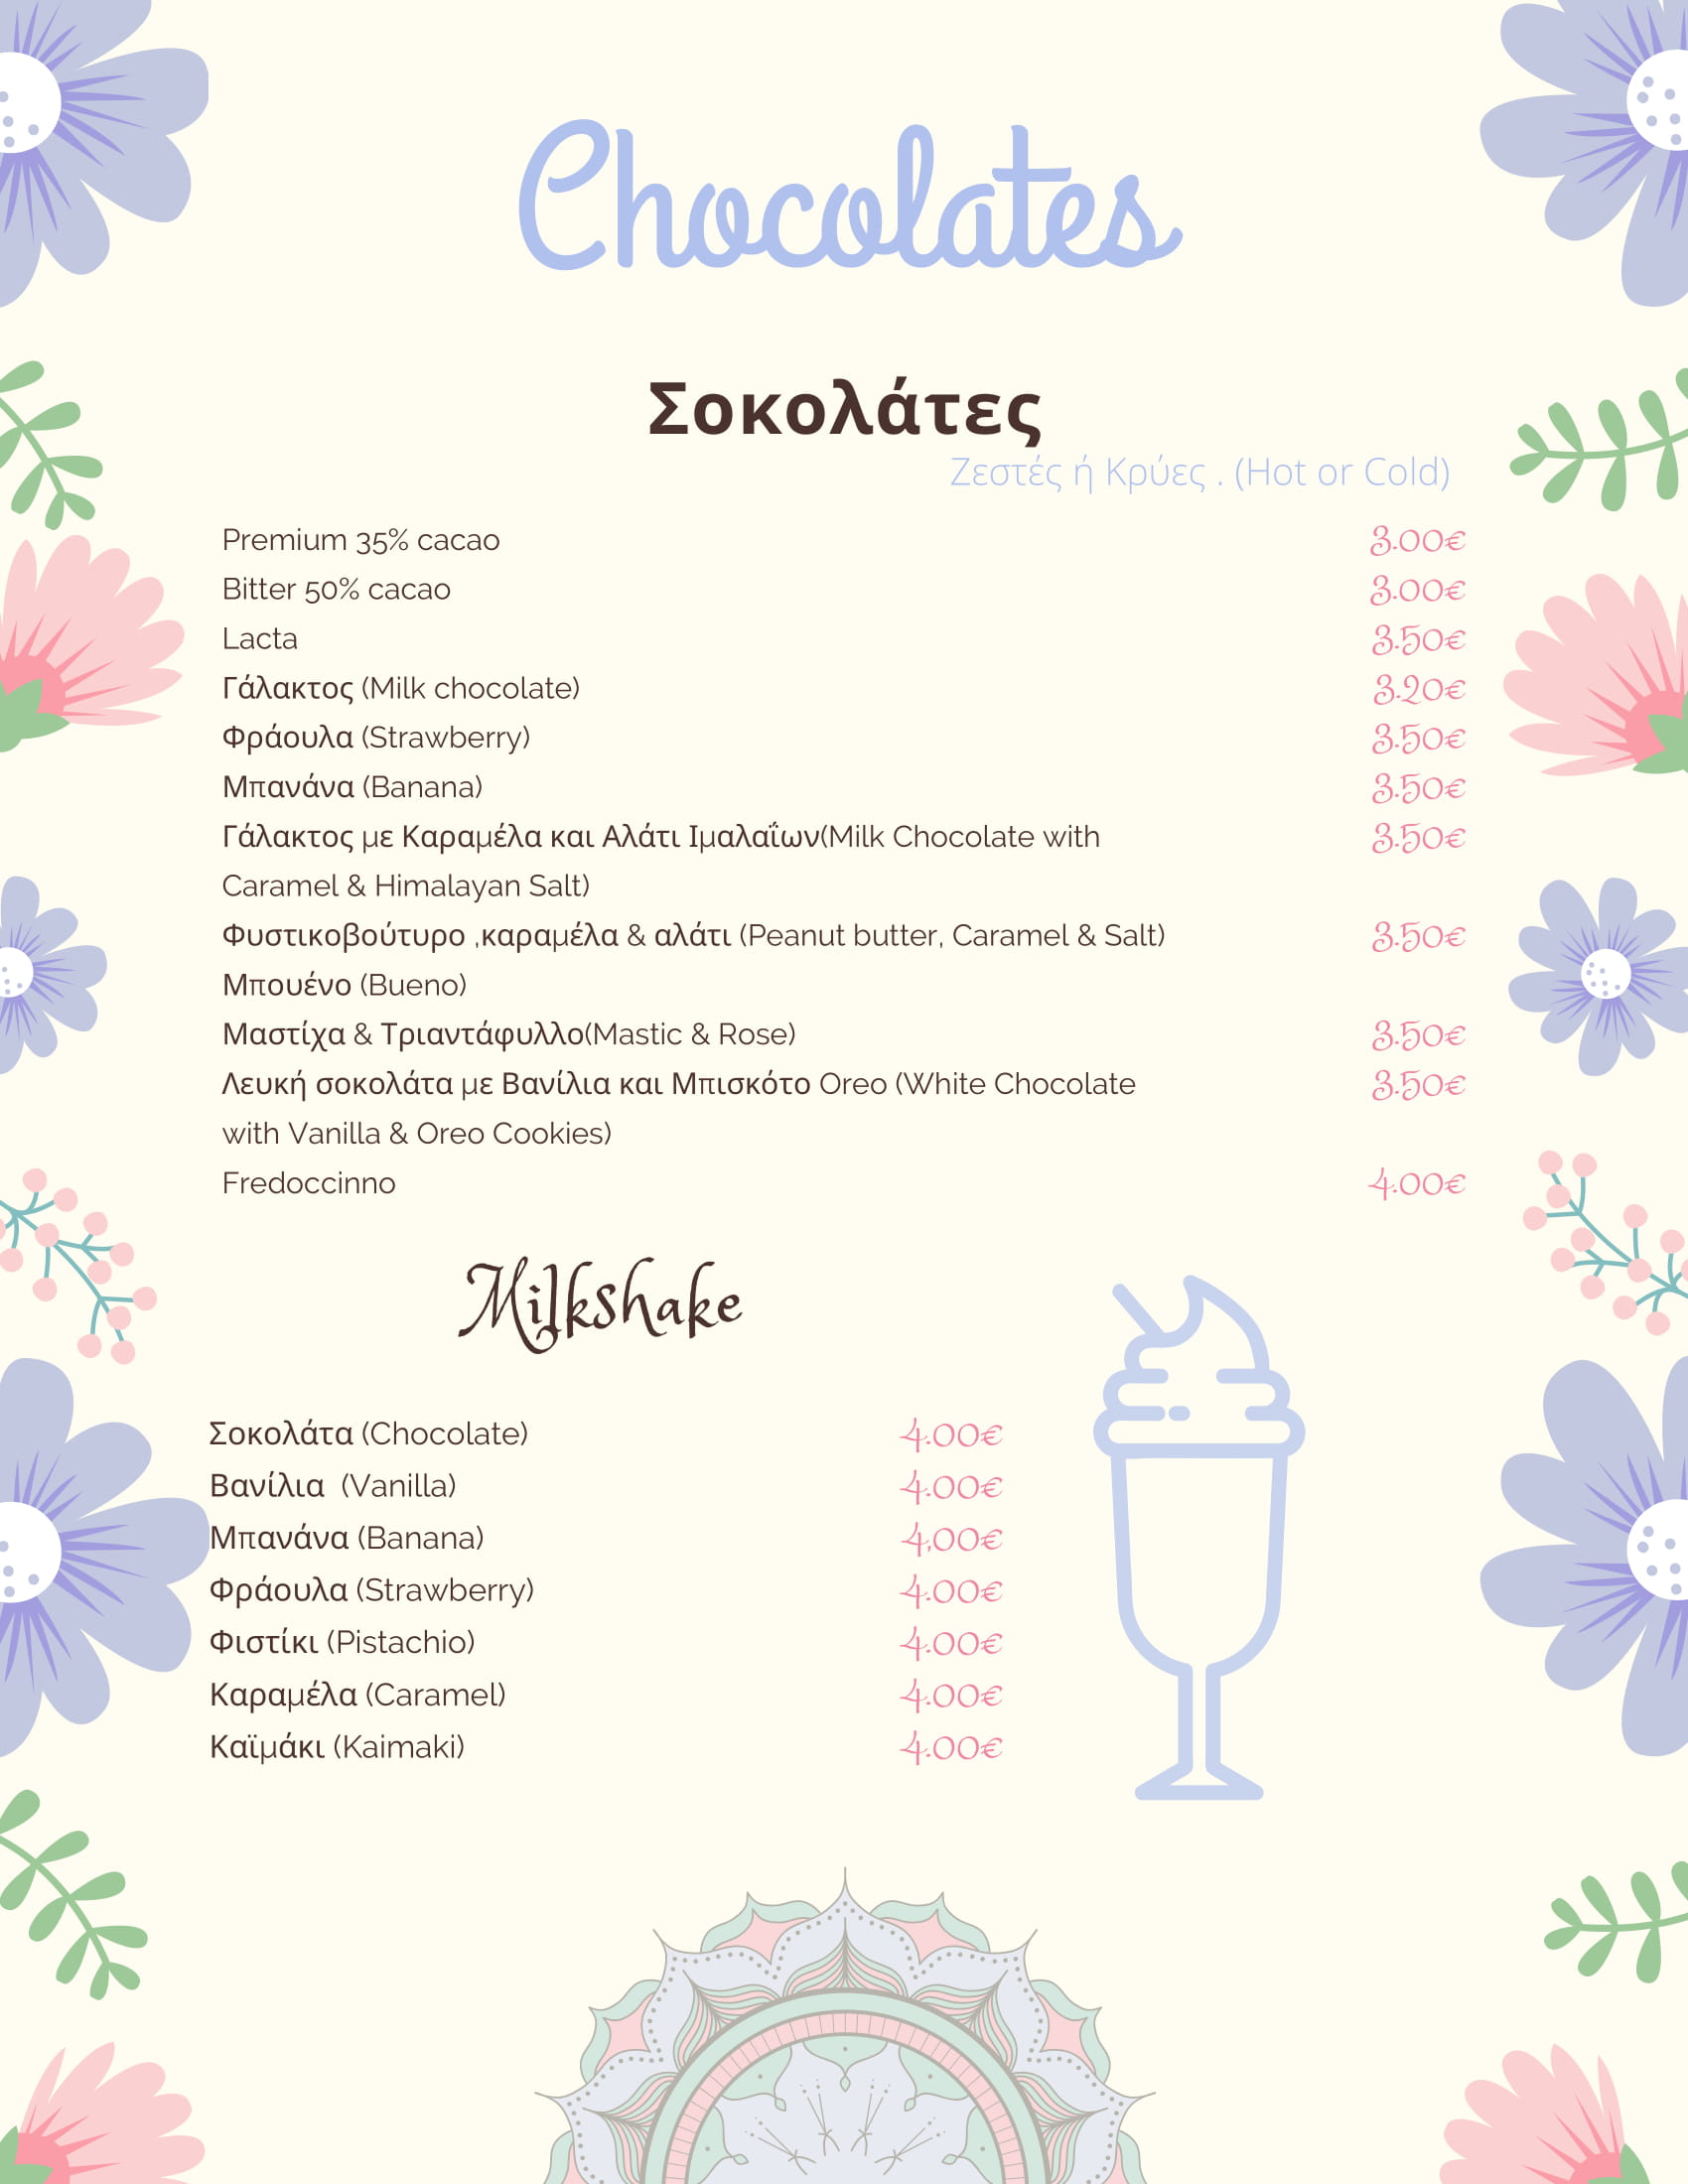 Chocolates
Σοκολάτες
Ζεστές ή Κρύες . (Hot or Cold)
Premium 35% cacao 3.00€
Bitter 50% cacao 3.00€
Lacta 3.50€
Γάλακτος (Milk chocolate) 3.20€
Φράουλα (Strawberry) 3.50€
Μπανάνα (Banana) 3.50€
Γάλακτος με Καραμέλα και Αλάτι Ιμαλαΐων(Milk Chocolate with 3.50€
Caramel & Himalayan Salt)
Φυστικοβούτυρο ,καραμέλα & αλάτι (Peanut butter, Caramel & Salt) 3.50€
Μπουένο (Bueno)
Μαστίχα & Τριαντάφυλλο(Mastic & Rose) 3.50€
Λευκή σοκολάτα με Βανίλια και Μπισκότο Oreo (White Chocolate 3.50€
with Vanilla & Oreo Cookies)
Fredoccinno 4.00€
Milkshake
Σοκολάτα (Chocolate) 4.00€
Βανίλια (Vanilla) 4.00€
Μπανάνα (Banana) 4,00€
Φράουλα (Strawberry) 4.00€
Φιστίκι (Pistachio) 4.00€
Καραμέλα (Caramel) 4.00€
Καϊμάκι (Kaimaki) 4.00€